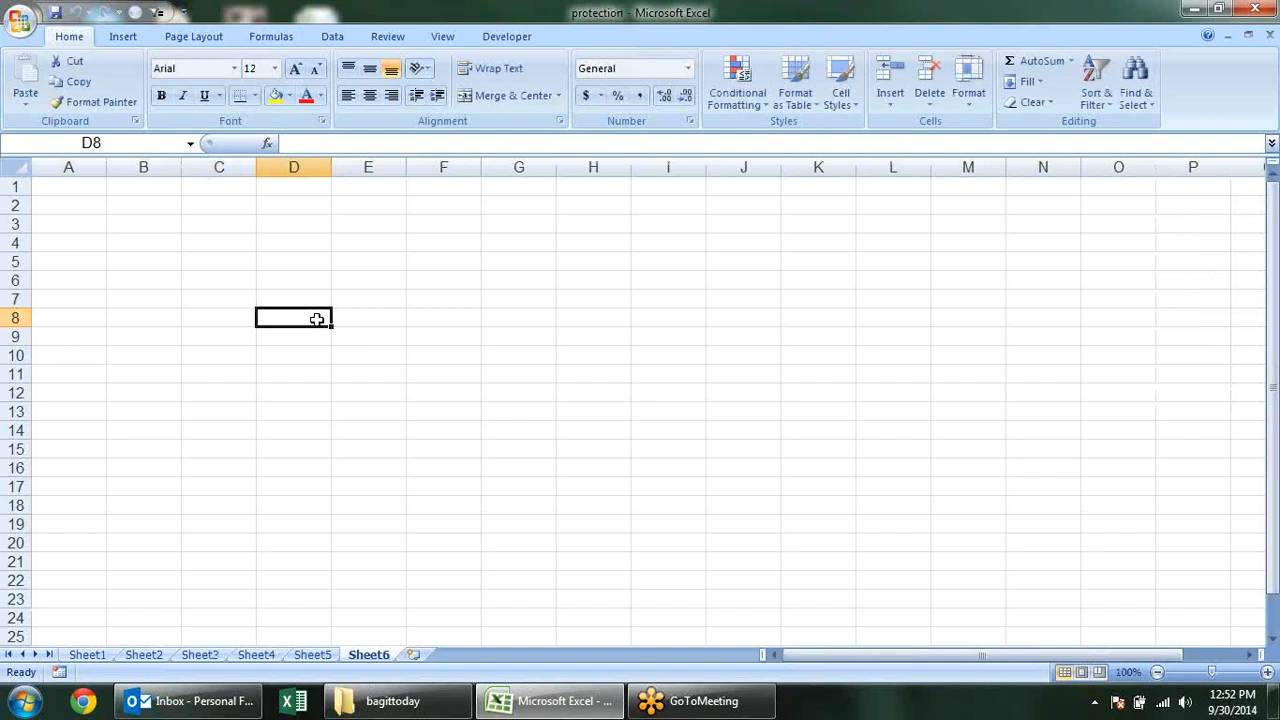 protection - Microsoft Excel
Home Insert Page Layout Formulas Data Review View Developer
Paste
Cut
Copy
Format Painter
Clipboard
Arial 12
B I U
Font
Wrap Text
Merge & Center
Alignment
General
$ % ,
Number
Conditional Formatting
Format as Table
Cell Styles
Styles
Insert
Delete
Format
Cells
Σ AutoSum
Fill
Clear
Sort & Filter
Find & Select
Editing
D8 fx
A B C D E F G H I J K L M N O P
1
2
3
4
5
6
7
8
9
10
11
12
13
14
15
16
17
18
19
20
21
22
23
24
25
Sheet1 Sheet2 Sheet3 Sheet4 Sheet5 Sheet6
Ready 100%
Inbox - Personal F... bagittoday Microsoft Excel - ... GoToMeeting
12:52 PM
9/30/2014